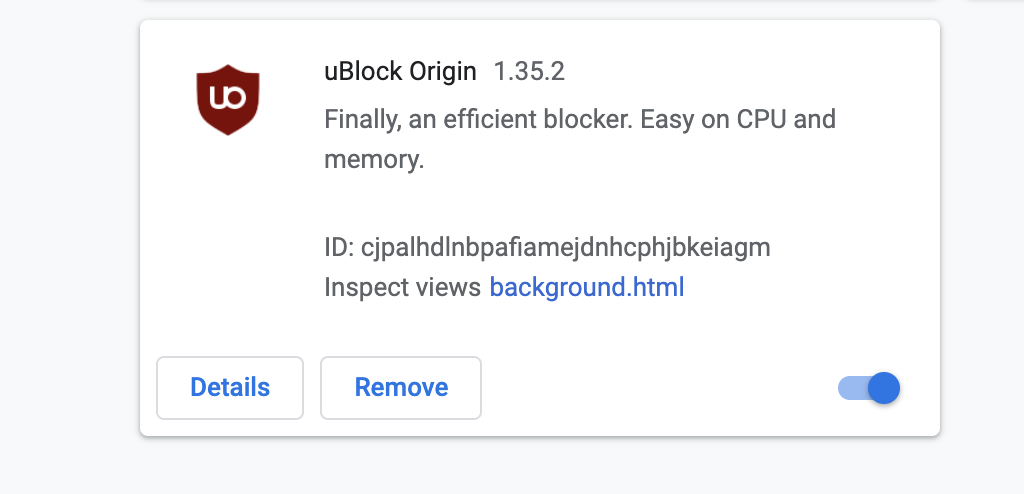 uBlock Origin 1.35.2
uo
Finally, an efficient blocker. Easy on CPU and
memory.
ID: cjpalhdlnbpafiamejdnhcphjbkeiagm
Inspect views background.html
Details Remove